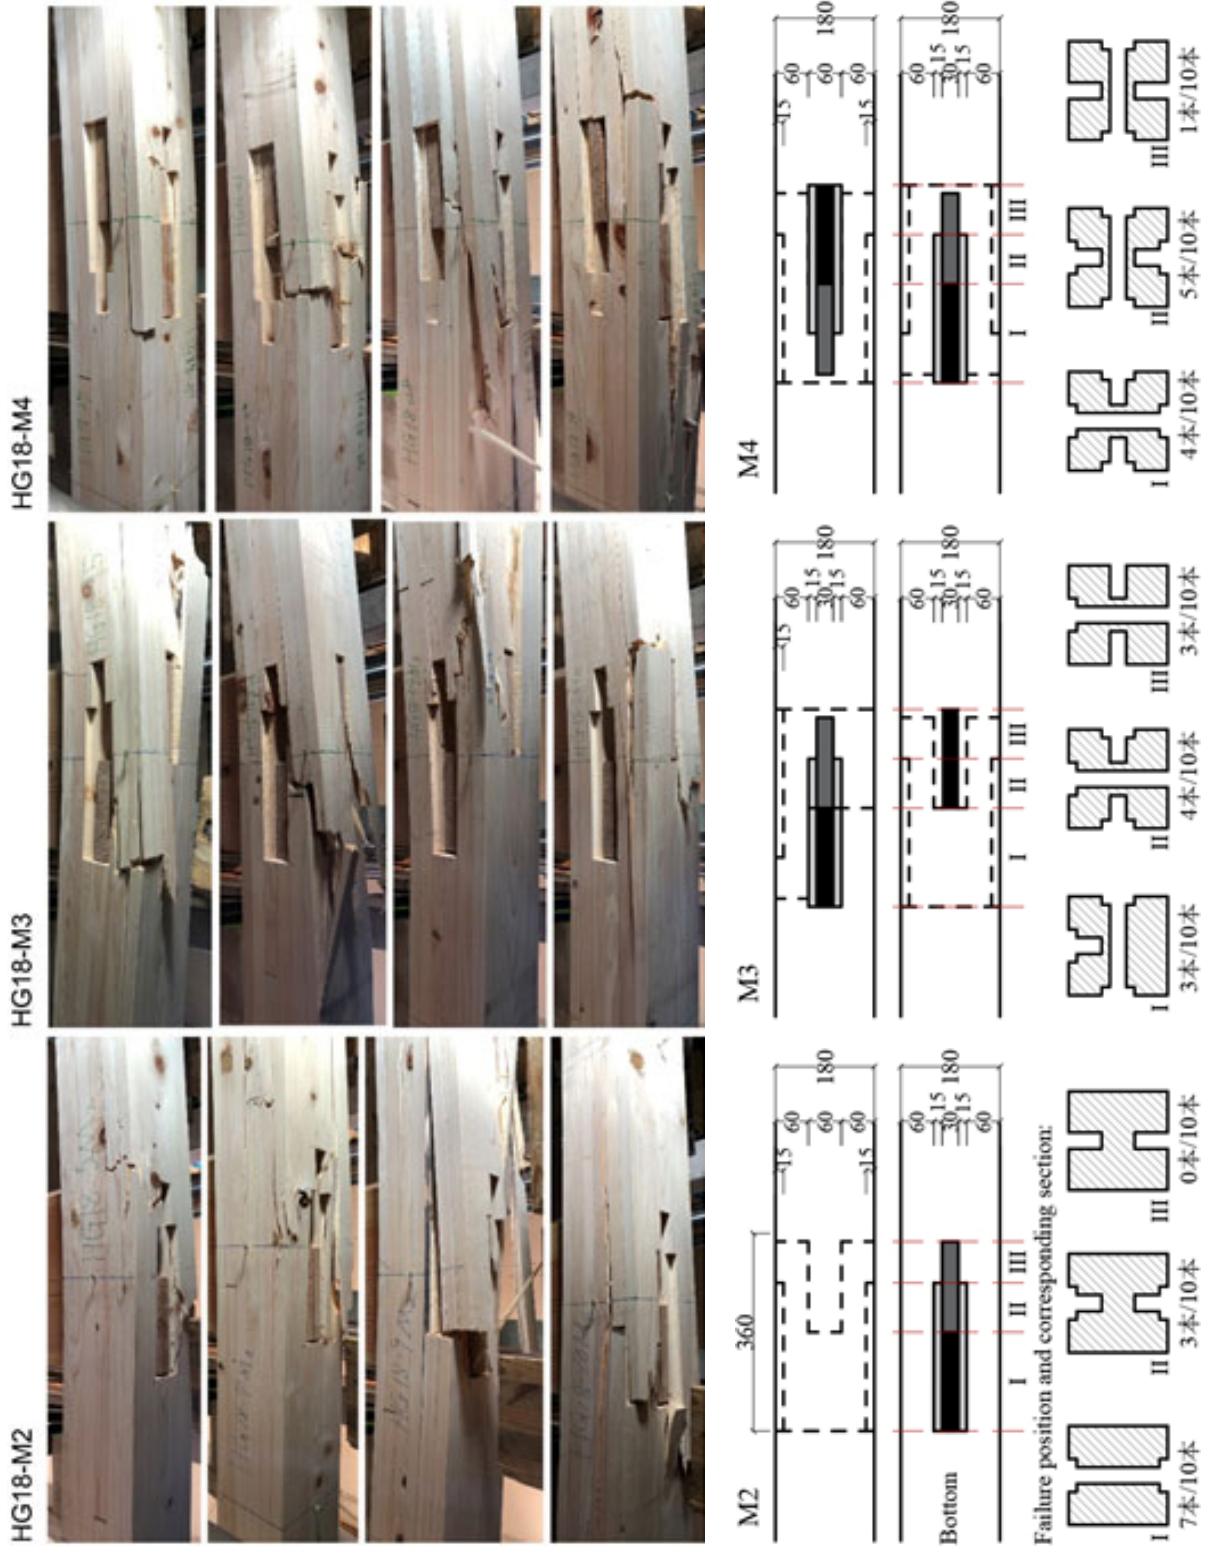 HG18-M2
HG18-M3
HG18-M4
M2
360
15
60
60
180
60
15
Bottom
60
15
30
180
15
60
I II III
M3
15
60
15
30
180
15
60
60
15
30
180
15
60
I II III
M4
15
60
60
180
60
15
60
15
30
180
15
60
I II III
Failure position and corresponding section:
I
7本/10本
II
3本/10本
III
0本/10本
I
3本/10本
II
4本/10本
III
3本/10本
I
4本/10本
II
5本/10本
III
1本/10本